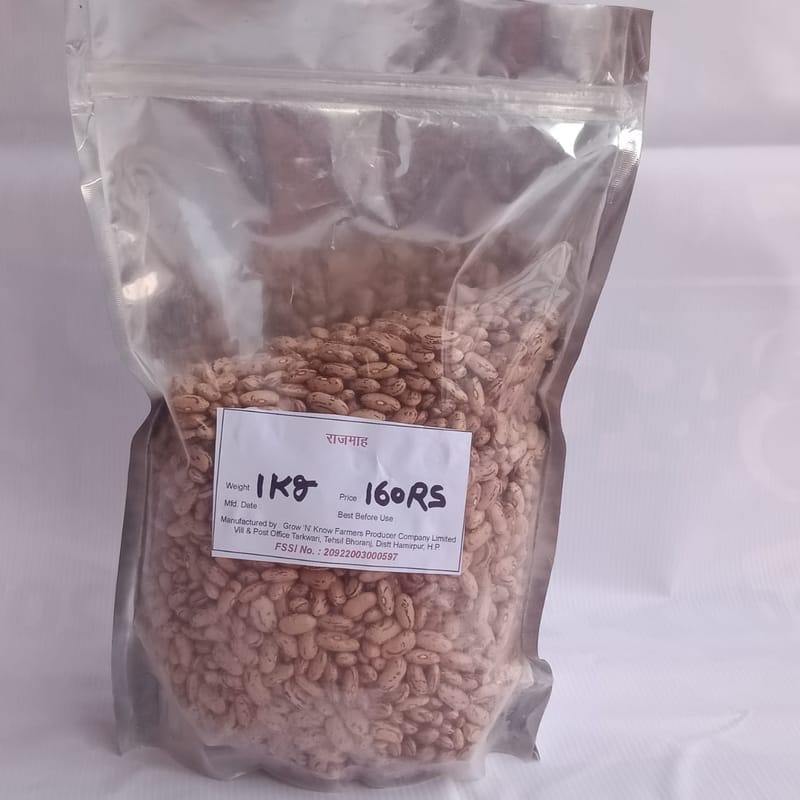 राजमाह
Weight 1Kg Price 160RS
Mfd. Date Best Before Use
Manufactured by : Grow 'N' Know Farmers Producer Company Limited
Vill & Post Office Tarkwari, Tehsil Bhoranj, Distt Hamirpur, H.P
FSSI No. : 20922003000597